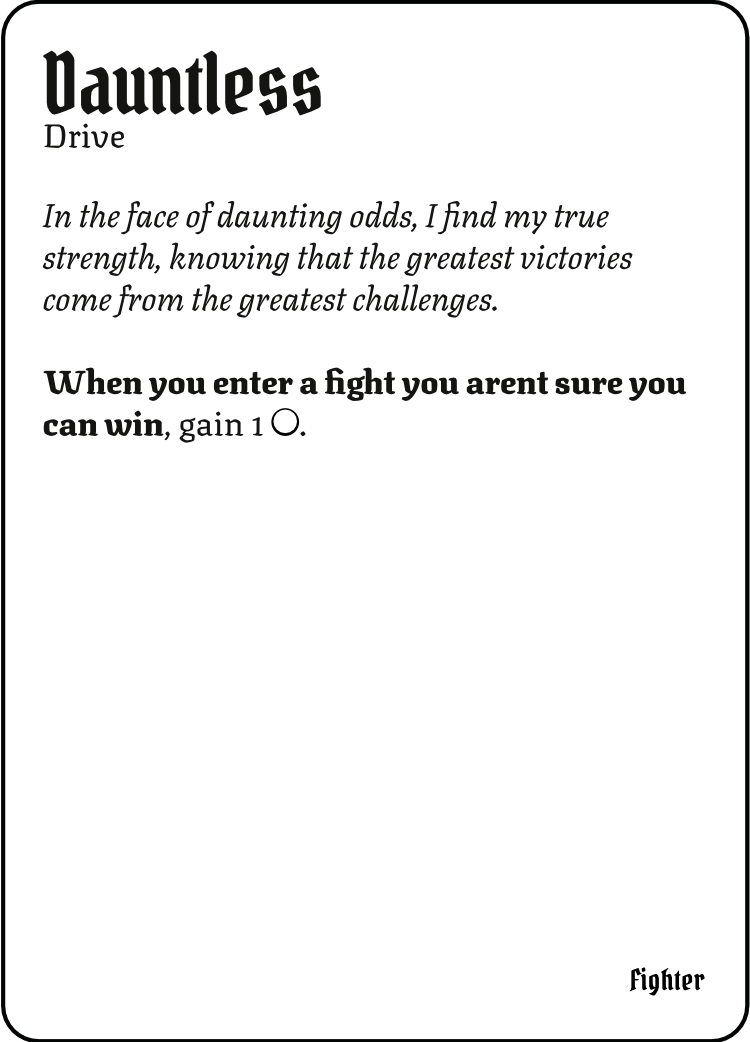 Dauntless
Drive
In the face of daunting odds, I find my true
strength, knowing that the greatest victories
come from the greatest challenges.
When you enter a fight you arent sure you
can win, gain 1 ◯.
Fighter